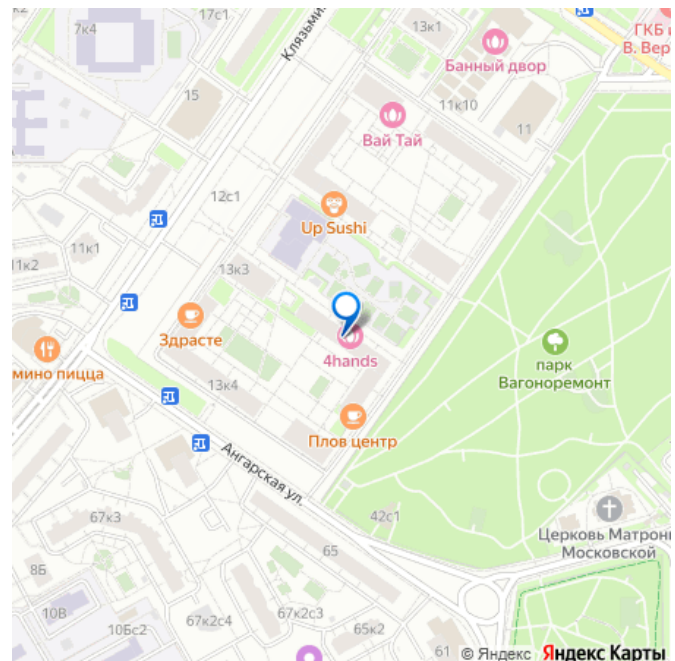 17с1
7к4
Клязьми
13к1
ГКБ и
В. Вер
Банный двор
15
11к10
11
Вай Тай
12с1
Up Sushi
11к1
11к2
13к3
Здрасте
парк
Вагоноремонт
4hands
мино пицца
13к4
Плов центр
Ангарская ул.
67к3
42с1
Церковь Матроны
Московской
65
8Б
10В
10Бс2
67к2с4
67к2с3
65к2
61
© Яндекс Яндекс Карты